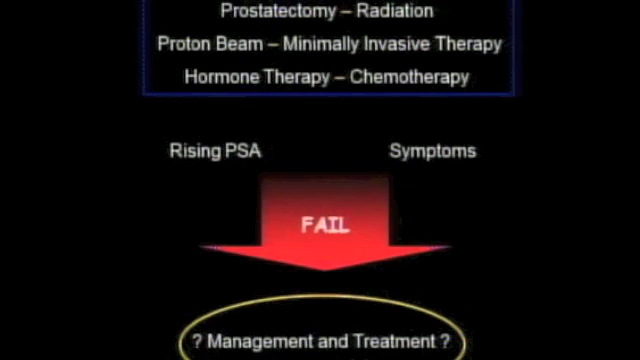 Prostatectomy – Radiation
Proton Beam – Minimally Invasive Therapy
Hormone Therapy – Chemotherapy
Rising PSA
Symptoms
FAIL
? Management and Treatment ?